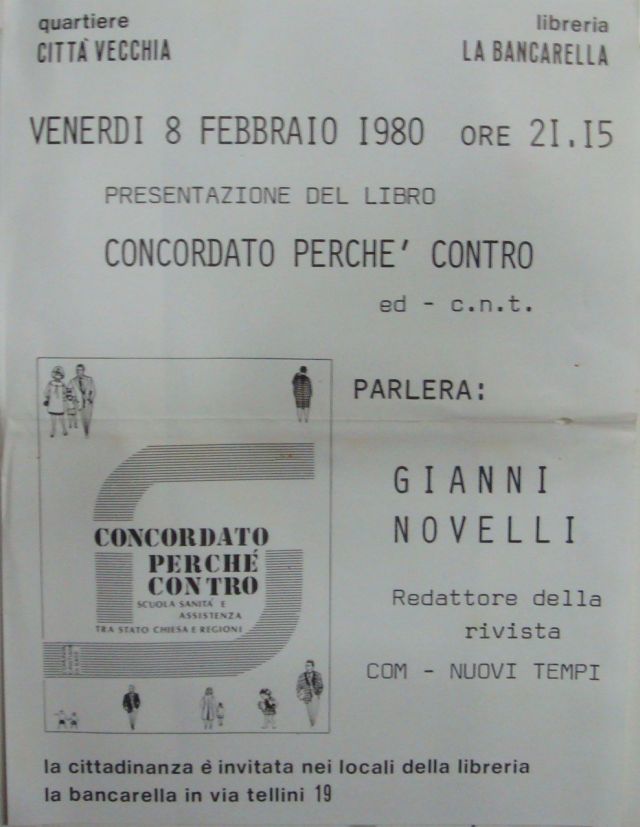 quartiere
CITTÀ VECCHIA
libreria
LA BANCARELLA
VENERDI 8 FEBBRAIO 1980 ORE 21.15
PRESENTAZIONE DEL LIBRO
CONCORDATO PERCHE' CONTRO
ed - c.n.t.
PARLERA:
GIANNI
NOVELLI
Redattore della
rivista
COM - NUOVI TEMPI
CONCORDATO
PERCHÉ
CONTRO
SCUOLA SANITA' E
ASSISTENZA
TRA STATO CHIESA E REGIONI
la cittadinanza è invitata nei locali della libreria
la bancarella in via tellini 19